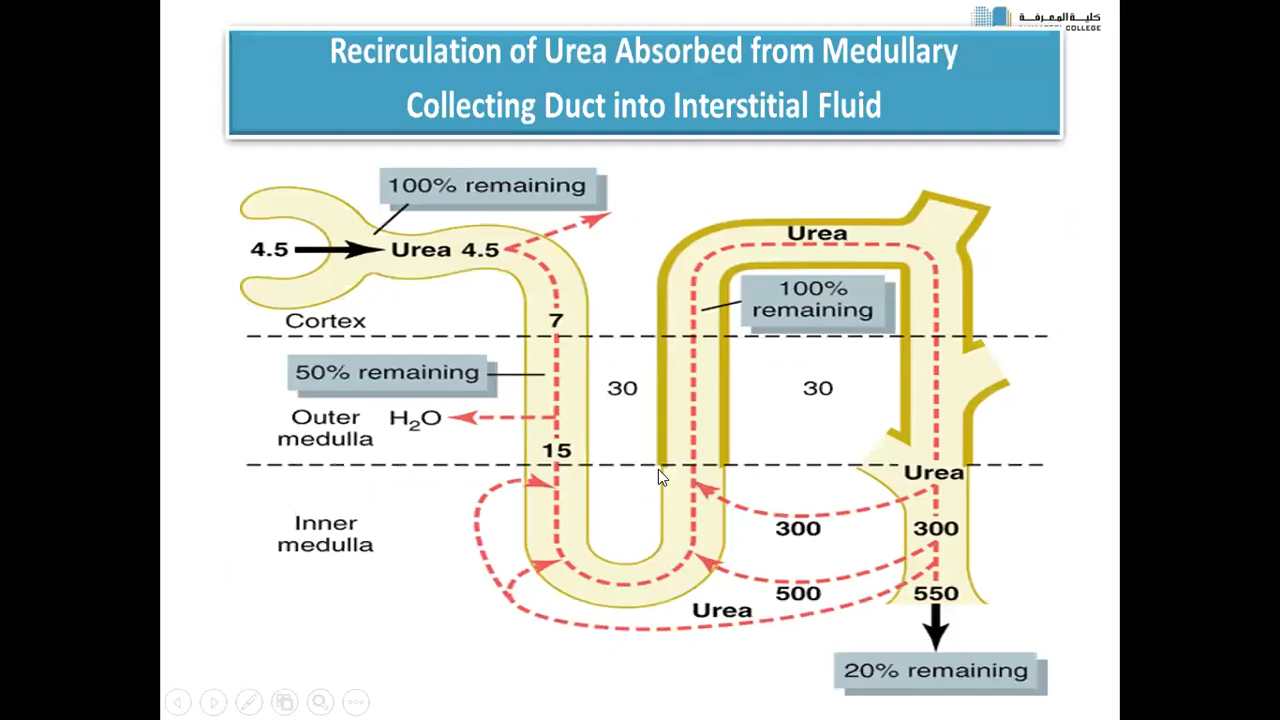 كلية المعرفة
COLLEGE
Recirculation of Urea Absorbed from Medullary
Collecting Duct into Interstitial Fluid
100% remaining
4.5
Urea 4.5
Urea
100%
remaining
Cortex
7
50% remaining
30
30
Outer
medulla
H₂O
15
Urea
Inner
medulla
300
300
500
550
Urea
20% remaining